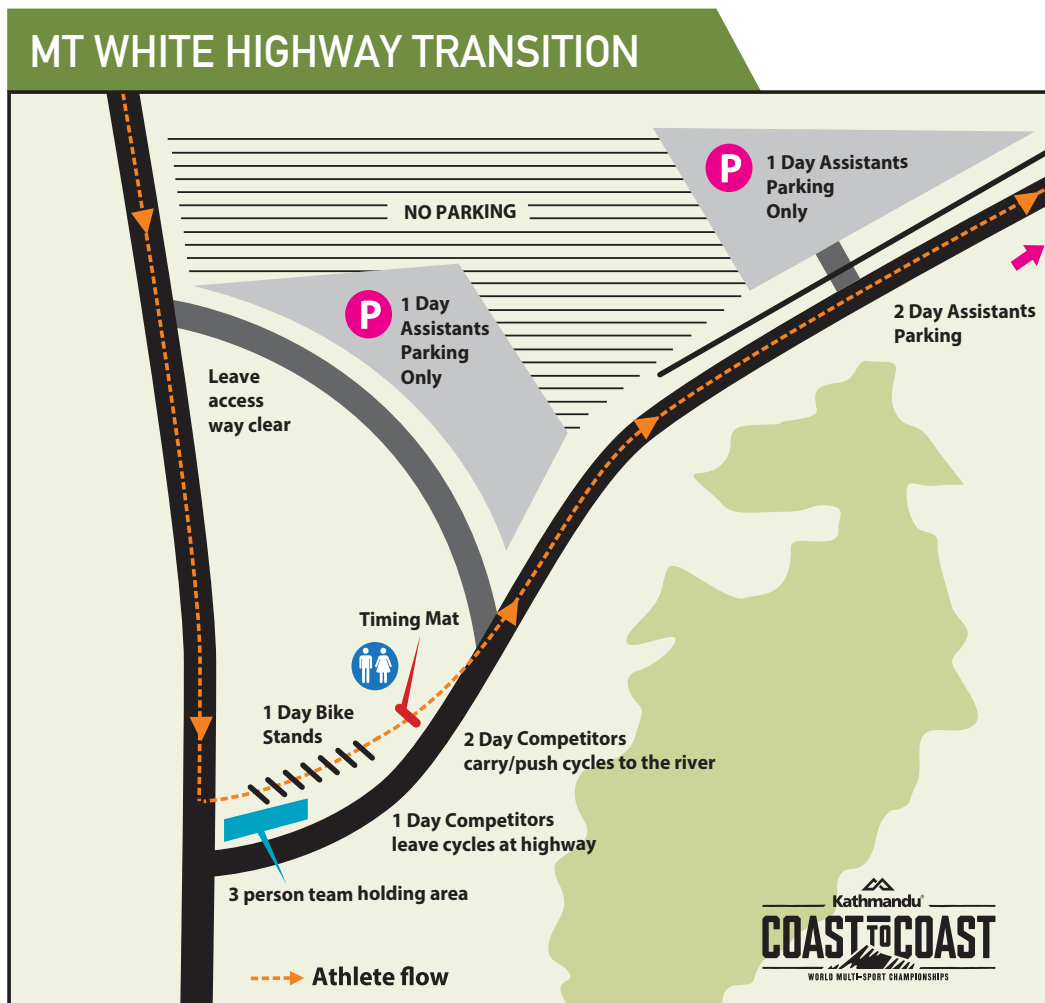 MT WHITE HIGHWAY TRANSITION
P
1 Day Assistants
Parking
Only
NO PARKING
P
1 Day
Assistants
Parking
Only
2 Day Assistants
Parking
Leave
access
way clear
Timing Mat
1 Day Bike
Stands
2 Day Competitors
carry/push cycles to the river
1 Day Competitors
leave cycles at highway
3 person team holding area
Athlete flow
Kathmandu®
COAST TO COAST
WORLD MULTI-SPORT CHAMPIONSHIPS